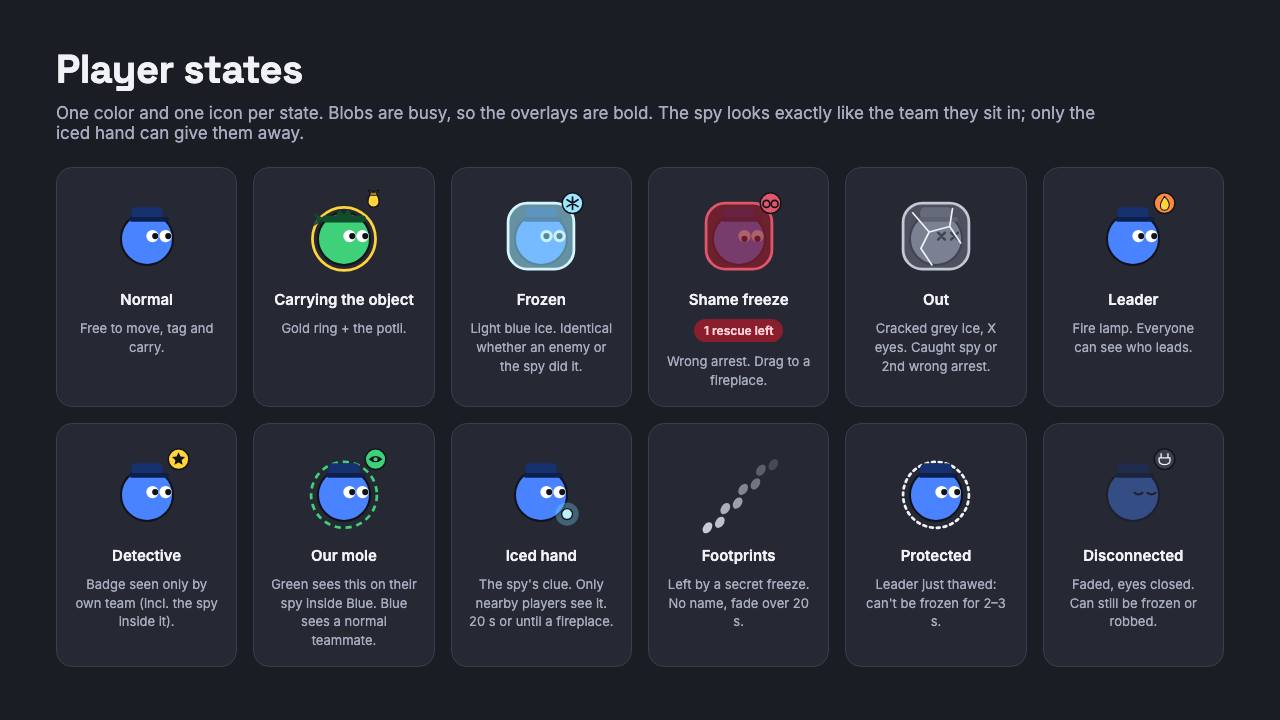 Player states
One color and one icon per state. Blobs are busy, so the overlays are bold. The spy looks exactly like the team they sit in; only the
iced hand can give them away.
Normal
Free to move, tag and
carry.
Carrying the object
Gold ring + the potli.
Frozen
Light blue ice. Identical
whether an enemy or
the spy did it.
Shame freeze
1 rescue left
Wrong arrest. Drag to a
fireplace.
Out
Cracked grey ice, X
eyes. Caught spy or
2nd wrong arrest.
Leader
Fire lamp. Everyone
can see who leads.
Detective
Badge seen only by
own team (incl. the spy
inside it).
Our mole
Green sees this on their
spy inside Blue. Blue
sees a normal
teammate.
Iced hand
The spy's clue. Only
nearby players see it.
20 s or until a fireplace.
Footprints
Left by a secret freeze.
No name, fade over 20
s.
Protected
Leader just thawed:
can't be frozen for 2–3
s.
Disconnected
Faded, eyes closed.
Can still be frozen or
robbed.